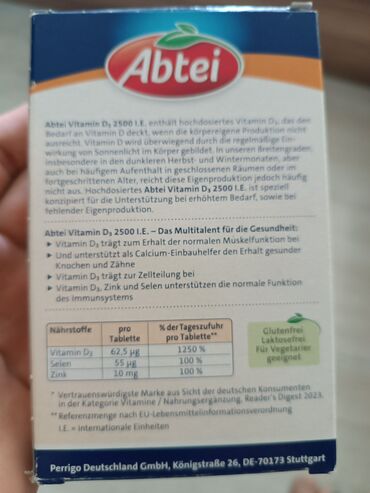 Abtei
Abtei Vitamin D₃ 2500 I.E. enthält hochdosiertes Vitamin D₃, das den
Bedarf an Vitamin D deckt, wenn die körpereigene Produktion nicht
ausreicht. Vitamin D wird überwiegend durch die regelmäßige Ein-
wirkung von Sonnenlicht im Körper gebildet. In unseren Breitengraden,
insbesondere in den dunkleren Herbst- und Wintermonaten, aber
auch bei häufigem Aufenthalt in geschlossenen Räumen oder im
fortgeschrittenen Alter, reicht diese Eigenproduktion jedoch häufig
nicht aus. Hochdosiertes Abtei Vitamin D₃ 2500 I.E. ist speziell
konzipiert für die Unterstützung bei erhöhtem Bedarf, sowie bei
fehlender Eigenproduktion.
Abtei Vitamin D₃ 2500 I.E. – Das Multitalent für die Gesundheit:
▸ Vitamin D₃ trägt zum Erhalt der normalen Muskelfunktion bei
▸ Und unterstützt als Calcium-Einbauhelfer den Erhalt gesunder
Knochen und Zähne
▸ Vitamin D₃ trägt zur Zellteilung bei
▸ Vitamin D₃, Zink und Selen unterstützen die normale Funktion
des Immunsystems
Nährstoffe pro Tablette % der Tageszufuhr pro Tablette**
Vitamin D₃ 62,5 µg 1250 %
Selen 55 µg 100 %
Zink 10 mg 100 %
Glutenfrei
Laktosefrei
Für Vegetarier
geeignet
* Vertrauenswürdigste Marke aus Sicht der deutschen Konsumenten
in der Kategorie Vitamine / Nahrungsergänzung. Reader's Digest 2023.
** Referenzmenge nach EU-Lebensmittelinformationsverordnung
I.E. = Internationale Einheiten
Perrigo Deutschland GmbH, Königstraße 26, DE-70173 Stuttgart